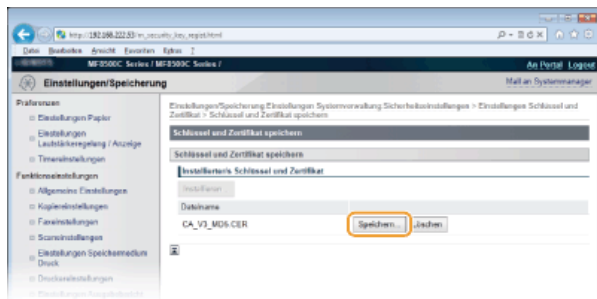 http://192.168.222.53/m_security_key_regist.html
Datei Bearbeiten Ansicht Favoriten Extras ?
MF8500C Series / MF8500C Series /
An Portal Logout
Einstellungen/Speicherung
Mail an Systemmanager
Präferenzen
Einstellungen Papier
Einstellungen
Lautstärkeregelung / Anzeige
Timereinstellungen
Funktionseinstellungen
Allgemeine Einstellungen
Kopiereinstellungen
Faxeinstellungen
Scaneinstellungen
Einstellungen Speichermedium
Druck
Druckereinstellungen
Einstellungen/Speicherung:Einstellungen Systemverwaltung:Sicherheitseinstellungen > Einstellungen Schlüssel und
Zertifikat > Schlüssel und Zertifikat speichern
Schlüssel und Zertifikat speichern
Schlüssel und Zertifikat speichern
Installierter/s Schlüssel und Zertifikat
Installieren
Dateiname
CA_V3_MD5.CER
Speichern...
Löschen